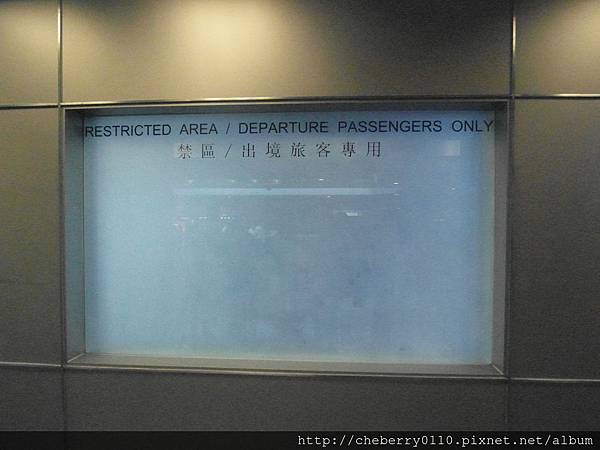 RESTRICTED AREA / DEPARTURE PASSENGERS ONLY
禁區/出境旅客專用
http://cheberry0110.pixnet.net/album